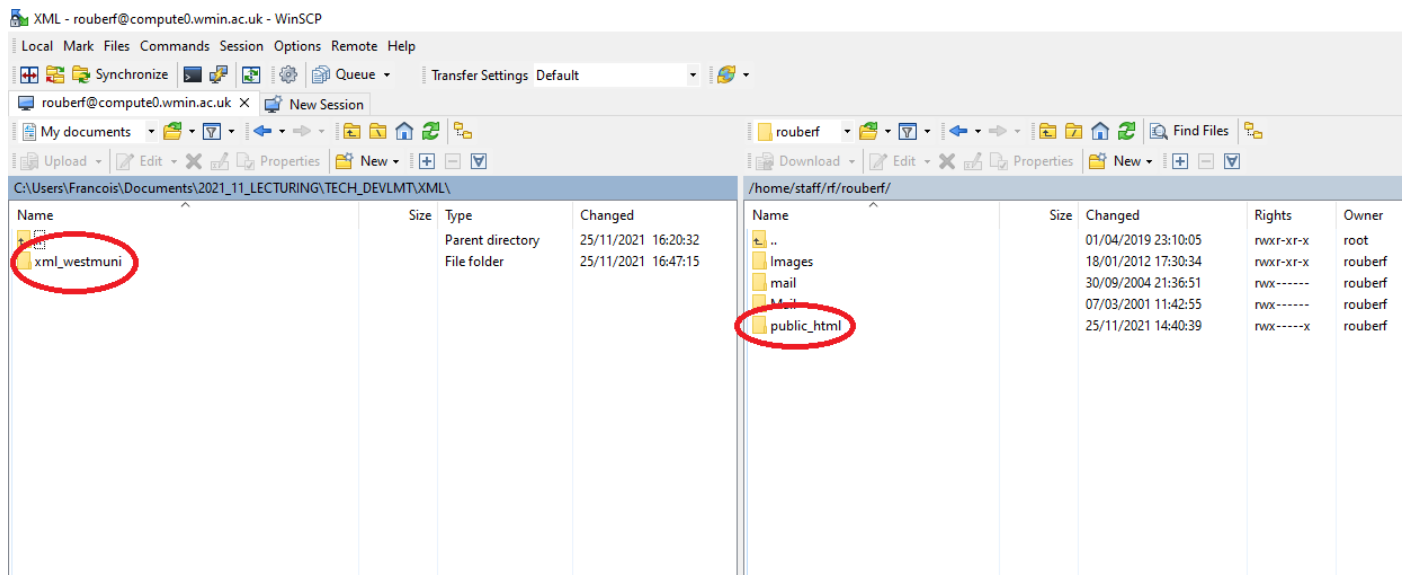 XML - rouberf@compute0.wmin.ac.uk - WinSCP
Local Mark Files Commands Session Options Remote Help
Synchronize Queue Transfer Settings Default
rouberf@compute0.wmin.ac.uk New Session
My documents rouberf Find Files
Upload Edit Properties New Download Edit Properties New
C:\Users\Francois\Documents\2021_11_LECTURING\TECH_DEVLMT\XML\ /home/staff/rf/rouberf/
Name Size Type Changed Name Size Changed Rights Owner
Parent directory 25/11/2021 16:20:32 .. 01/04/2019 23:10:05 rwxr-xr-x root
xml_westmuni File folder 25/11/2021 16:47:15 Images 18/01/2012 17:30:34 rwxr-xr-x rouberf
mail 30/09/2004 21:36:51 rwx------ rouberf
Mail 07/03/2001 11:42:55 rwx------ rouberf
public_html 25/11/2021 14:40:39 rwx-----x rouberf